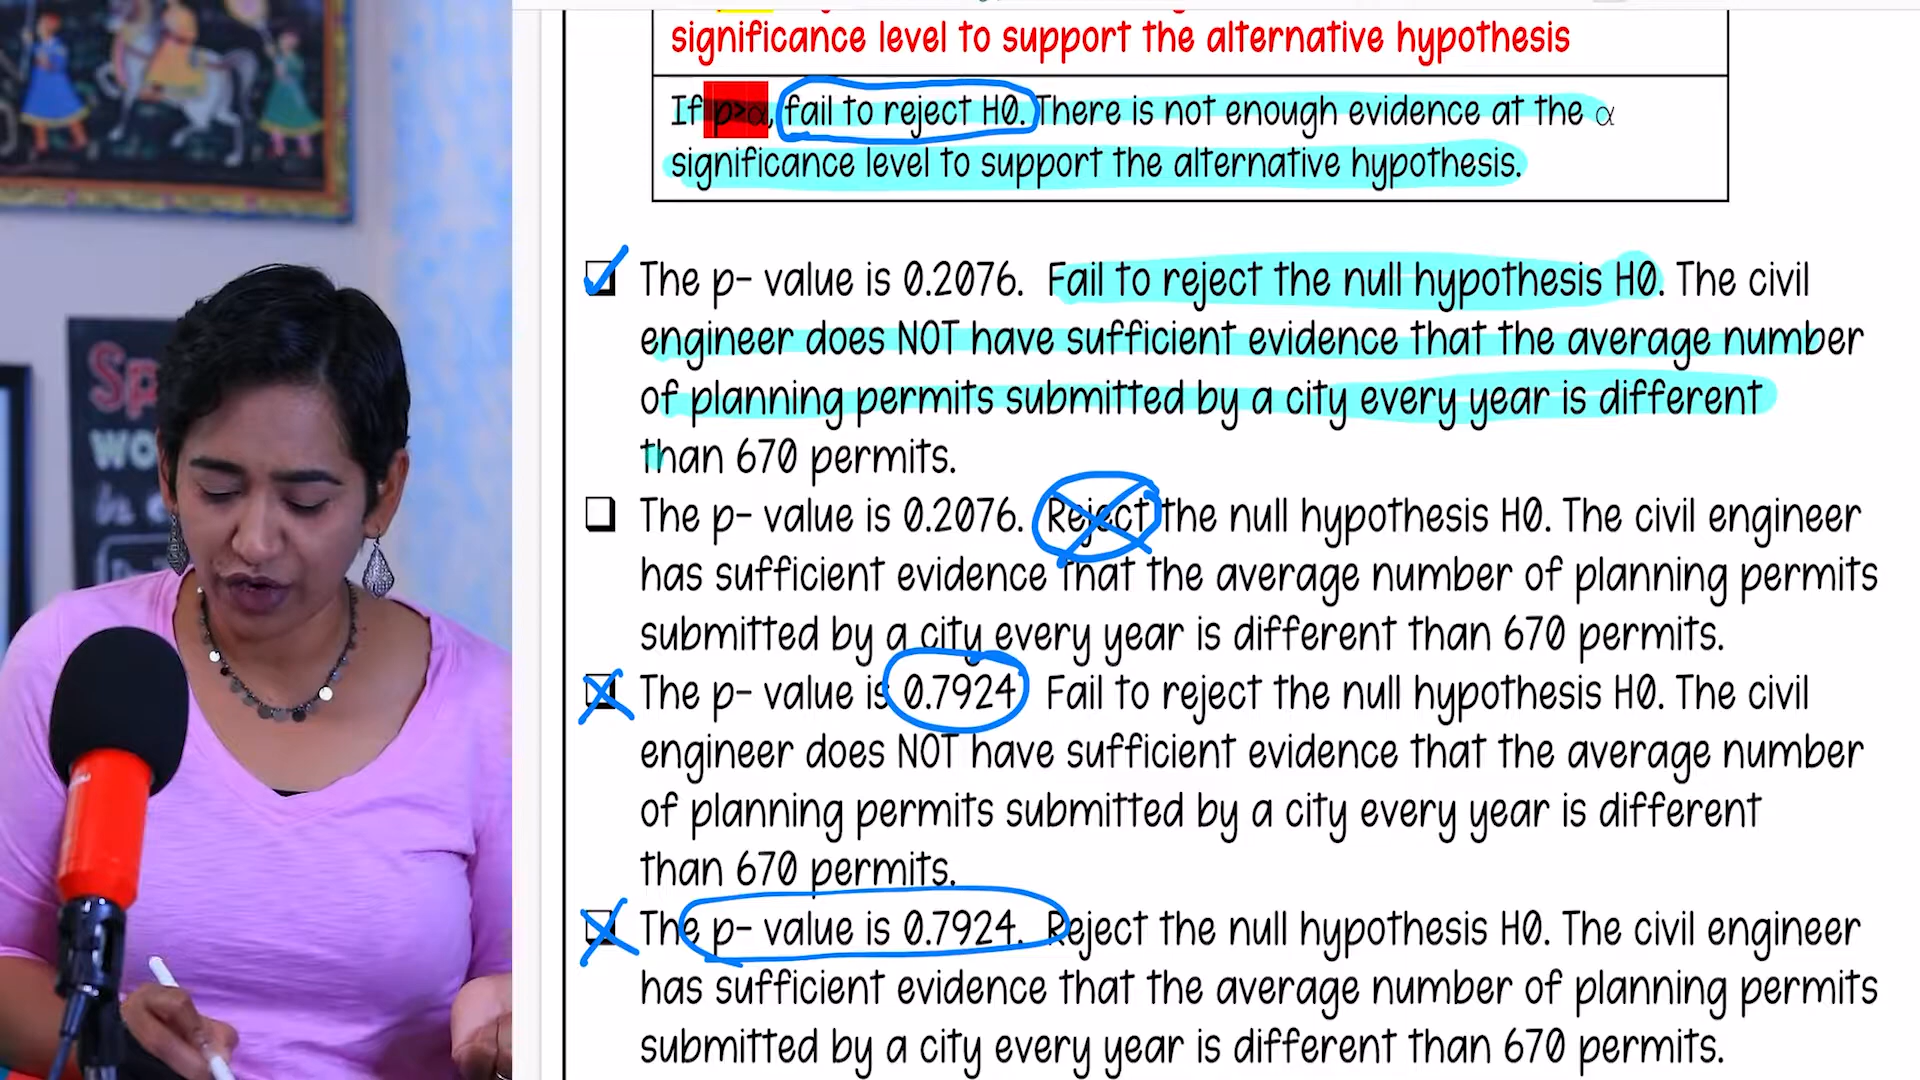 significance level to support the alternative hypothesis
If p>α, fail to reject H0. There is not enough evidence at the α
significance level to support the alternative hypothesis.
The p- value is 0.2076. Fail to reject the null hypothesis H0. The civil
engineer does NOT have sufficient evidence that the average number
of planning permits submitted by a city every year is different
than 670 permits.
The p- value is 0.2076. Reject the null hypothesis H0. The civil engineer
has sufficient evidence that the average number of planning permits
submitted by a city every year is different than 670 permits.
The p- value is 0.7924 Fail to reject the null hypothesis H0. The civil
engineer does NOT have sufficient evidence that the average number
of planning permits submitted by a city every year is different
than 670 permits.
The p- value is 0.7924. Reject the null hypothesis H0. The civil engineer
has sufficient evidence that the average number of planning permits
submitted by a city every year is different than 670 permits.